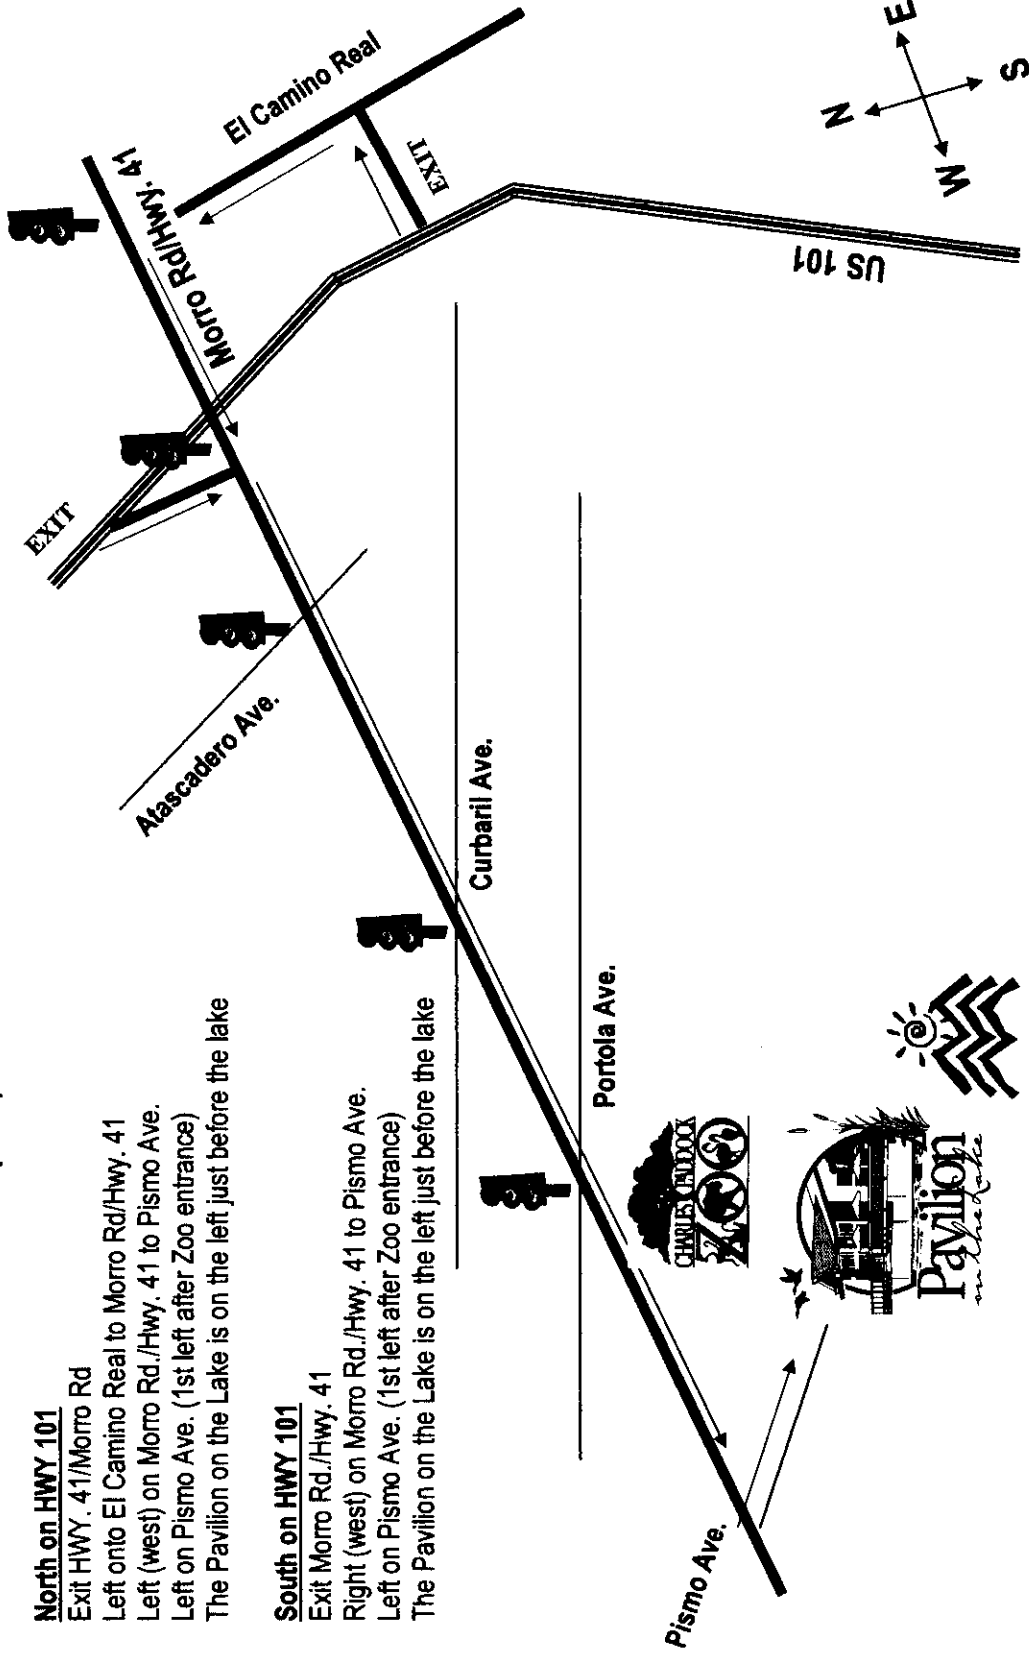 North on HWY 101
Exit HWY. 41/Morro Rd
Left onto El Camino Real to Morro Rd/Hwy. 41
Left (west) on Morro Rd./Hwy. 41 to Pismo Ave.
Left on Pismo Ave. (1st left after Zoo entrance)
The Pavilion on the Lake is on the left just before the lake
South on HWY 101
Exit Morro Rd./Hwy. 41
Right (west) on Morro Rd./Hwy. 41 to Pismo Ave.
Left on Pismo Ave. (1st left after Zoo entrance)
The Pavilion on the Lake is on the left just before the lake
EXIT
Morro Rd/Hwy. 41
El Camino Real
EXIT
US 101
Atascadero Ave.
Curbaril Ave.
Portola Ave.
Pismo Ave.
CHARLES PADDOCK
ZOO
Pavilion
on the Lake
N
E
W
S